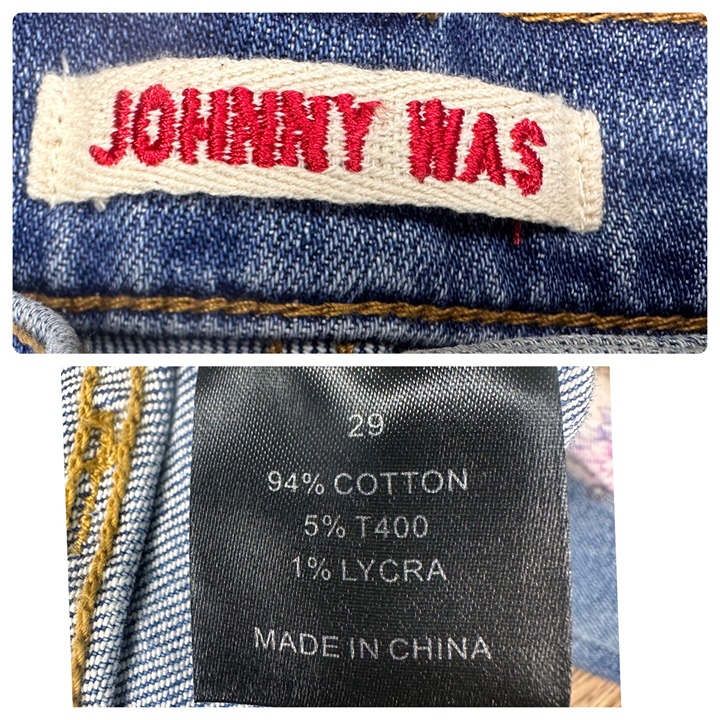 JOHNNY WAS
29
94% COTTON
5% T400
1% LYCRA
MADE IN CHINA